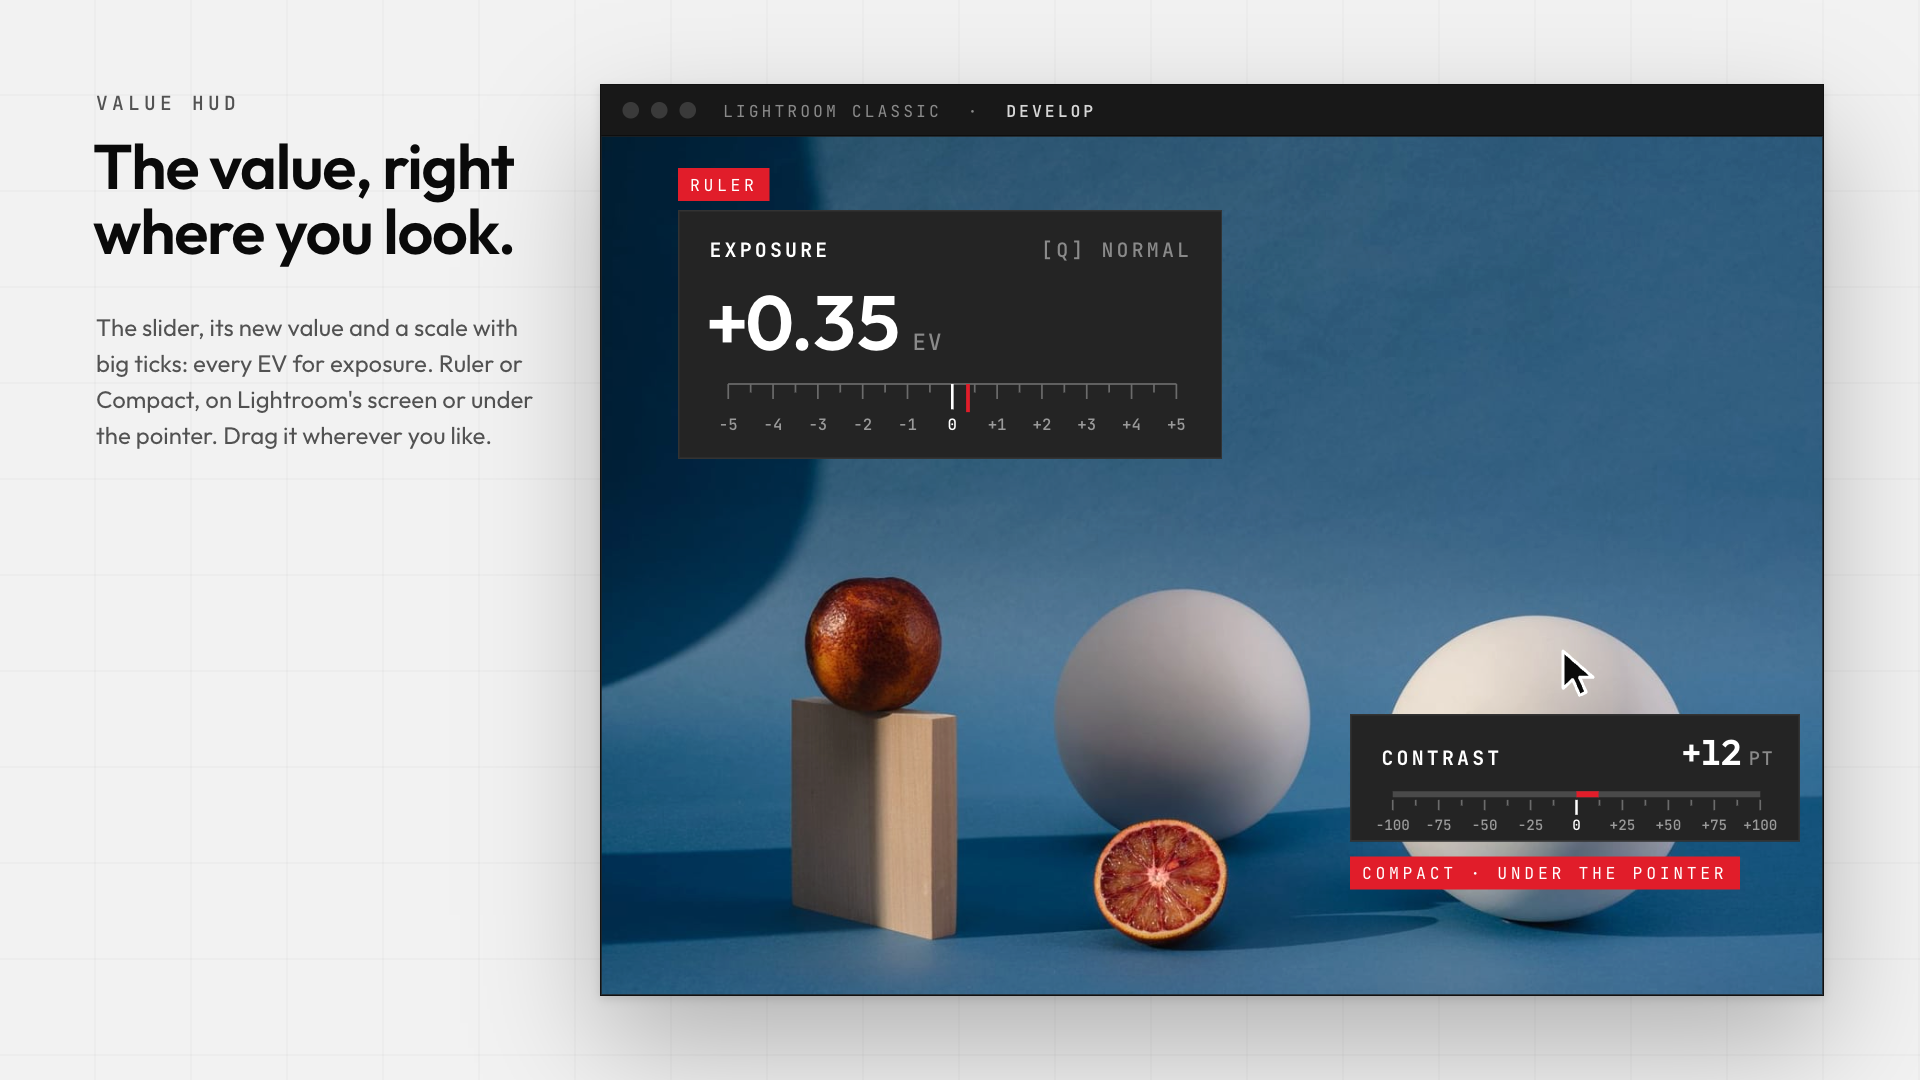 VALUE HUD
The value, right
where you look.
The slider, its new value and a scale with
big ticks: every EV for exposure. Ruler or
Compact, on Lightroom's screen or under
the pointer. Drag it wherever you like.
LIGHTROOM CLASSIC · DEVELOP
RULER
EXPOSURE [Q] NORMAL
+0.35 EV
-5 -4 -3 -2 -1 0 +1 +2 +3 +4 +5
CONTRAST +12 PT
-100 -75 -50 -25 0 +25 +50 +75 +100
COMPACT · UNDER THE POINTER